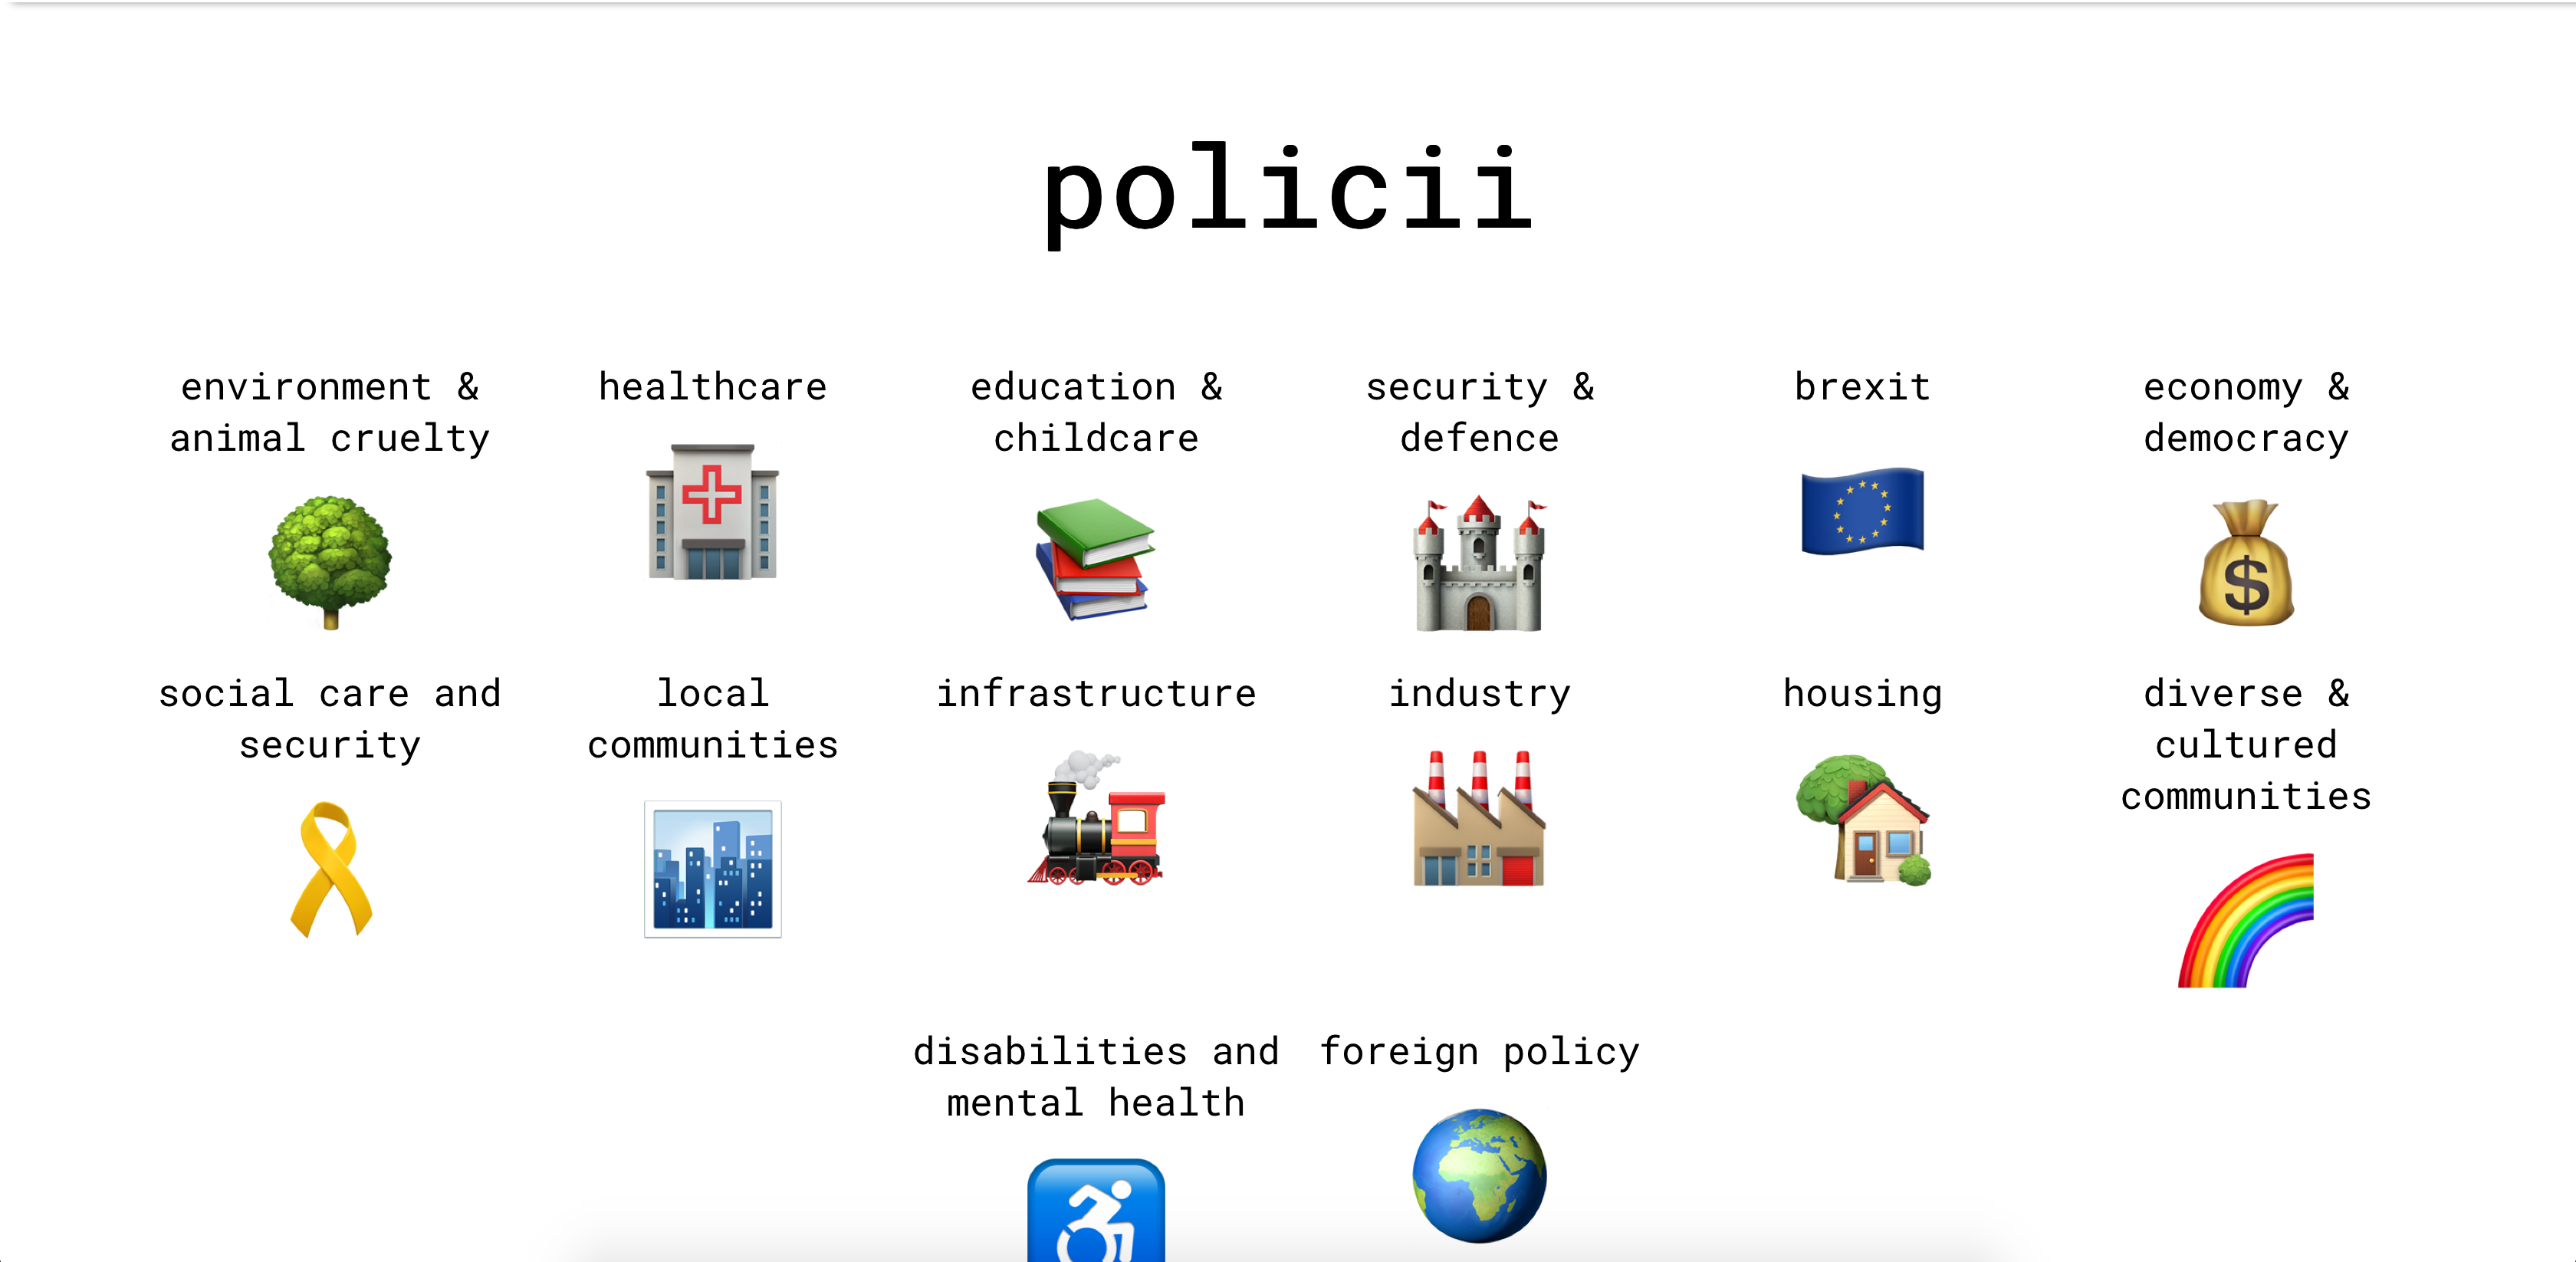 policii
environment &
animal cruelty
healthcare
education &
childcare
security &
defence
brexit
economy &
democracy
$
social care and
security
local
communities
infrastructure
industry
housing
diverse &
cultured
communities
disabilities and
mental health
foreign policy